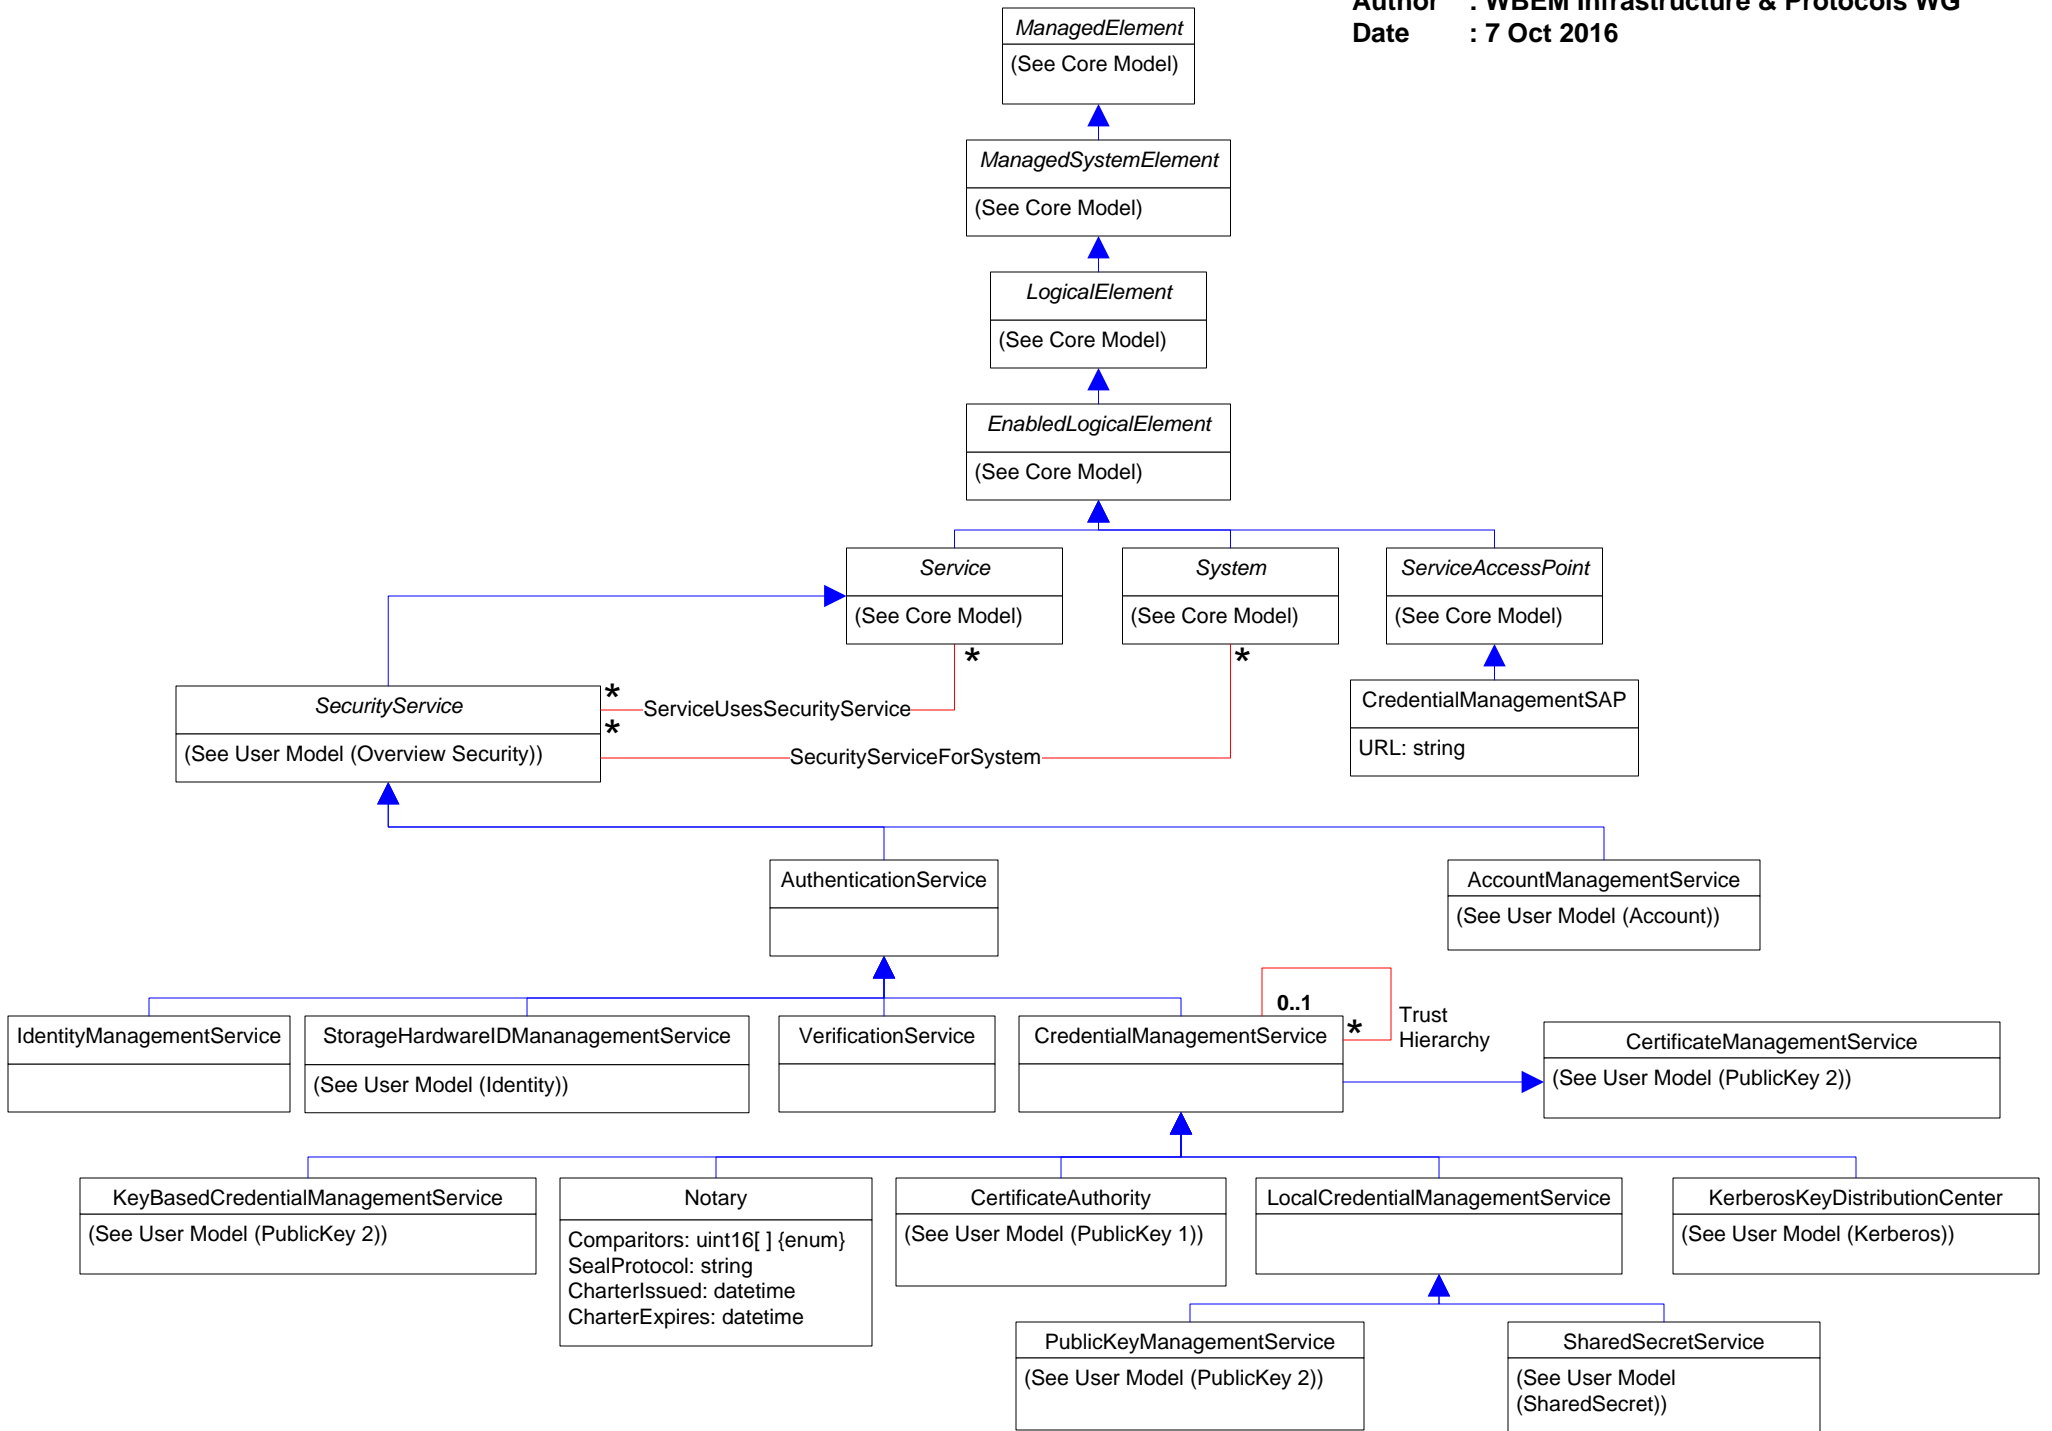 Author : WBEM Infrastructure & Protocols WG
Date : 7 Oct 2016
ManagedElement
(See Core Model)
ManagedSystemElement
(See Core Model)
LogicalElement
(See Core Model)
EnabledLogicalElement
(See Core Model)
Service
(See Core Model)
*
System
(See Core Model)
*
ServiceAccessPoint
(See Core Model)
SecurityService
(See User Model (Overview Security))
*
ServiceUsesSecurityService
*
SecurityServiceForSystem
CredentialManagementSAP
URL: string
AuthenticationService
AccountManagementService
(See User Model (Account))
IdentityManagementService
StorageHardwareIDMananagementService
(See User Model (Identity))
VerificationService
CredentialManagementService
0..1
*
Trust
Hierarchy
CertificateManagementService
(See User Model (PublicKey 2))
KeyBasedCredentialManagementService
(See User Model (PublicKey 2))
Notary
Comparitors: uint16[ ] {enum}
SealProtocol: string
CharterIssued: datetime
CharterExpires: datetime
CertificateAuthority
(See User Model (PublicKey 1))
LocalCredentialManagementService
KerberosKeyDistributionCenter
(See User Model (Kerberos))
PublicKeyManagementService
(See User Model (PublicKey 2))
SharedSecretService
(See User Model
(SharedSecret))